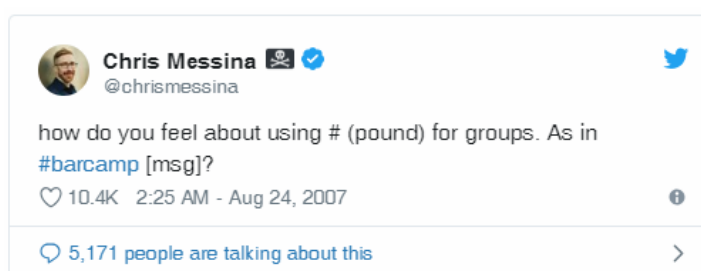 Chris Messina
@chrismessina
how do you feel about using # (pound) for groups. As in
#barcamp [msg]?
10.4K 2:25 AM - Aug 24, 2007
5,171 people are talking about this